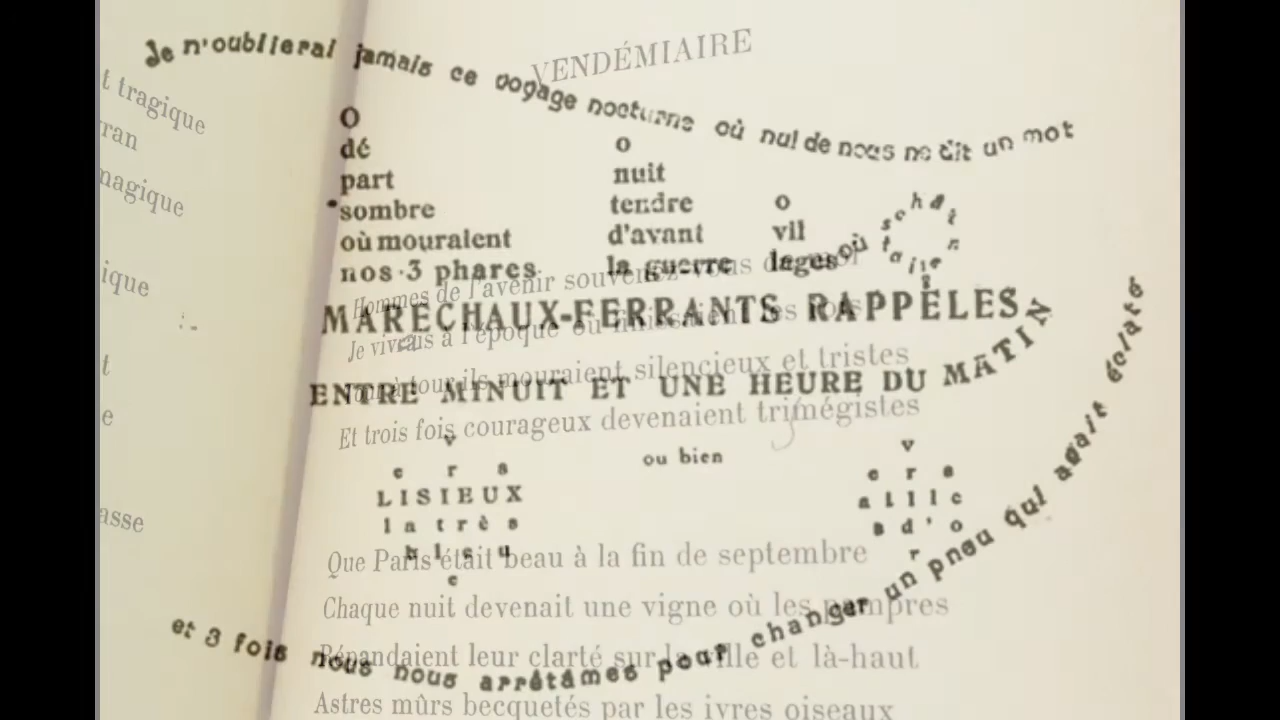 Je n'oublierai jamais ce voyage nocturne où nul de nous ne dit un mot
VENDÉMIAIRE
t tragique
ran
magique
ique
t
e
asse
O
dé
part
sombre
où mouraient
nos 3 phares
o
nuit
tendre
d'avant
la guerre
o
vil
lages où
se hâtaient les
MARÉCHAUX-FERRANTS RAPPELÉS
ENTRE MINUIT ET UNE HEURE DU MATIN
Hommes de l'avenir souvenez-vous de moi
Je vivais à l'époque où finissaient les rois
Tour à tour ils mouraient silencieux et tristes
Et trois fois courageux devenaient trimégistes
v
e r s
LISIEUX
la très
bleu
e
ou bien
v
e r s
a i l l e
s d' o
r
Que Paris était beau à la fin de septembre
Chaque nuit devenait une vigne où les pampres
Répandaient leur clarté sur la ville et là-haut
Astres mûrs becquetés par les ivres oiseaux
et 3 fois nous nous arrêtâmes pour changer un pneu qui avait éclaté